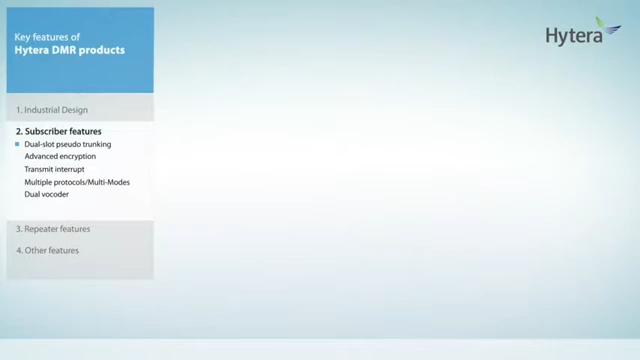 Key features of
Hytera DMR products
Hytera
1. Industrial Design
2. Subscriber features
Dual-slot pseudo trunking
Advanced encryption
Transmit interrupt
Multiple protocols/Multi-Modes
Dual vocoder
3. Repeater features
4. Other features